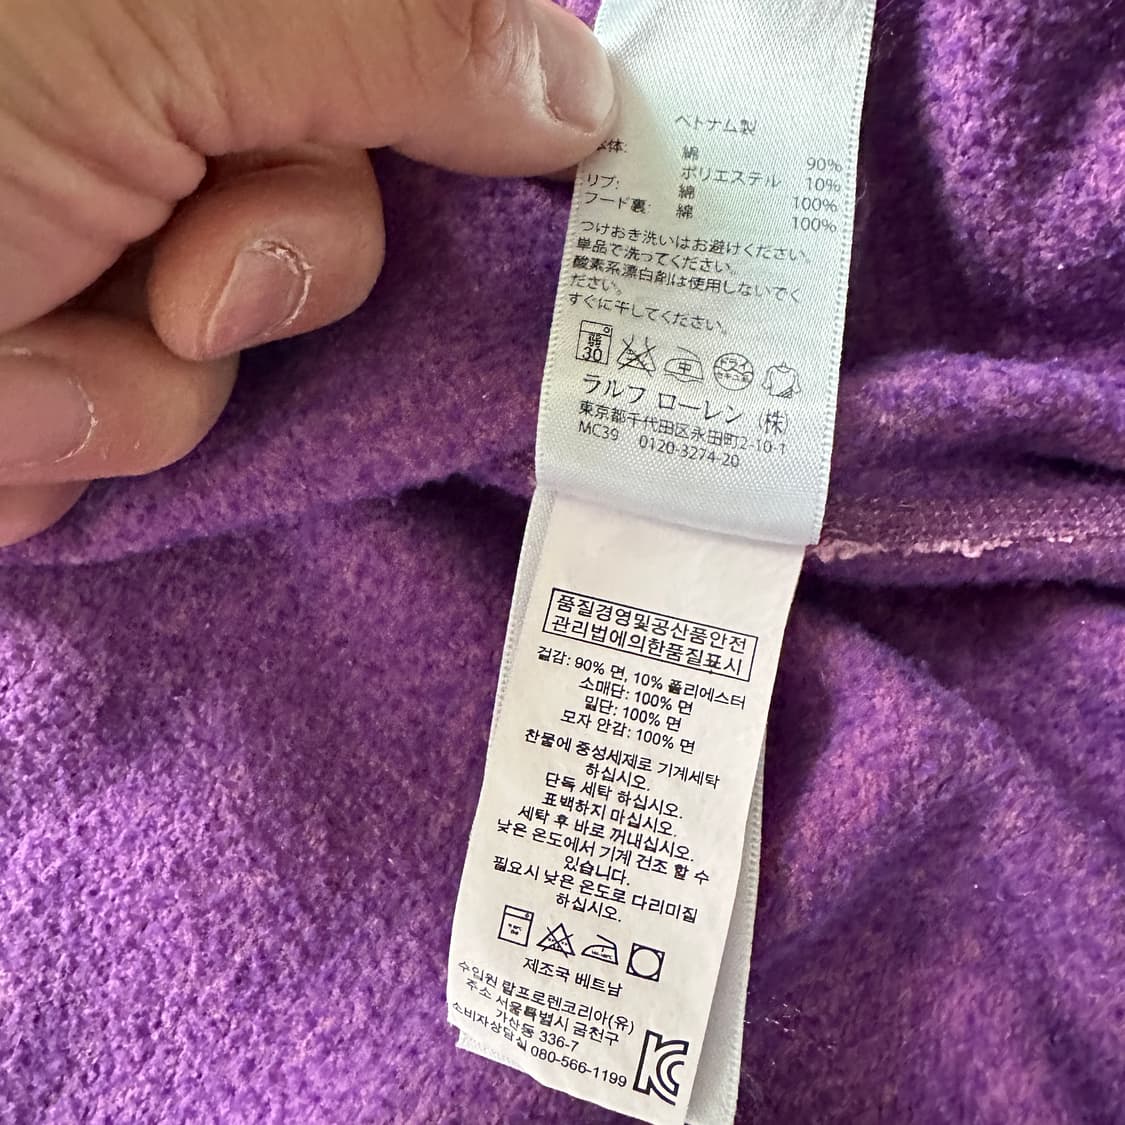 ベトナム製
体: 綿 90%
ポリエステル 10%
リブ: 綿 100%
フード裏: 綿 100%
つけおき洗いはお避けください。
単品で洗ってください。
酸素系漂白剤は使用しないでく
ださい。
すぐに干してください。
30 中 ドライ
ラルフ ローレン (株)
東京都千代田区永田町2-10-1
MC39 0120-3274-20
품질경영및공산품안전
관리법에의한품질표시
겉감: 90% 면, 10% 폴리에스터
소매단: 100% 면
밑단: 100% 면
모자 안감: 100% 면
찬물에 중성세제로 기계세탁
하십시오.
단독 세탁 하십시오.
표백하지 마십시오.
세탁 후 바로 꺼내십시오.
낮은 온도에서 기계 건조 할 수
있습니다.
필요시 낮은 온도로 다리미질
하십시오.
제조국 베트남
수입원 랄프로렌코리아(유)
주소 서울특별시 금천구
가산동 336-7
소비자상담실 080-566-1199